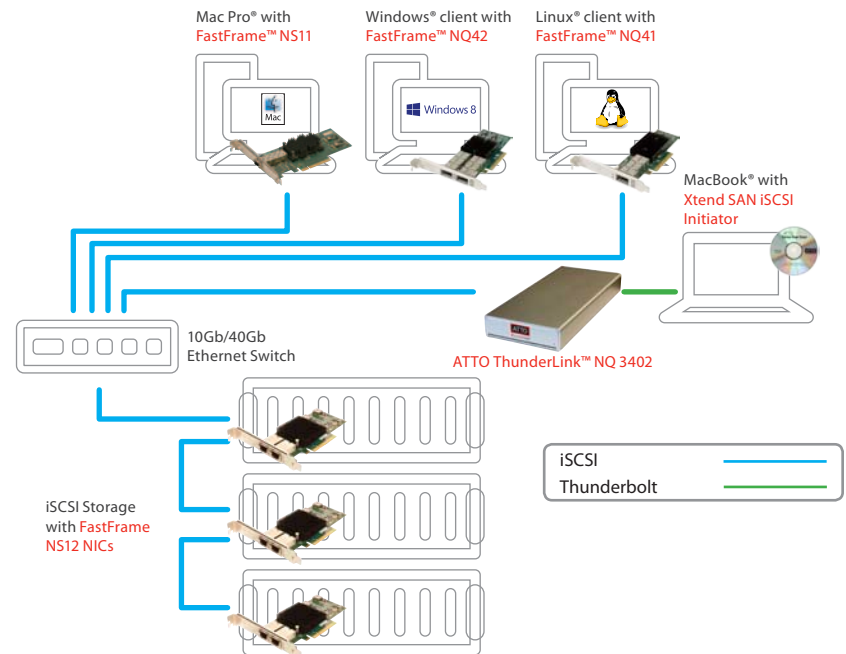 Mac Pro® with
FastFrame™ NS11
Windows® client with
FastFrame™ NQ42
Linux® client with
FastFrame™ NQ41
Mac
Windows 8
MacBook® with
Xtend SAN iSCSI
Initiator
10Gb/40Gb
Ethernet Switch
ATTO
ATTO ThunderLink™ NQ 3402
iSCSI
Thunderbolt
iSCSI Storage
with FastFrame
NS12 NICs